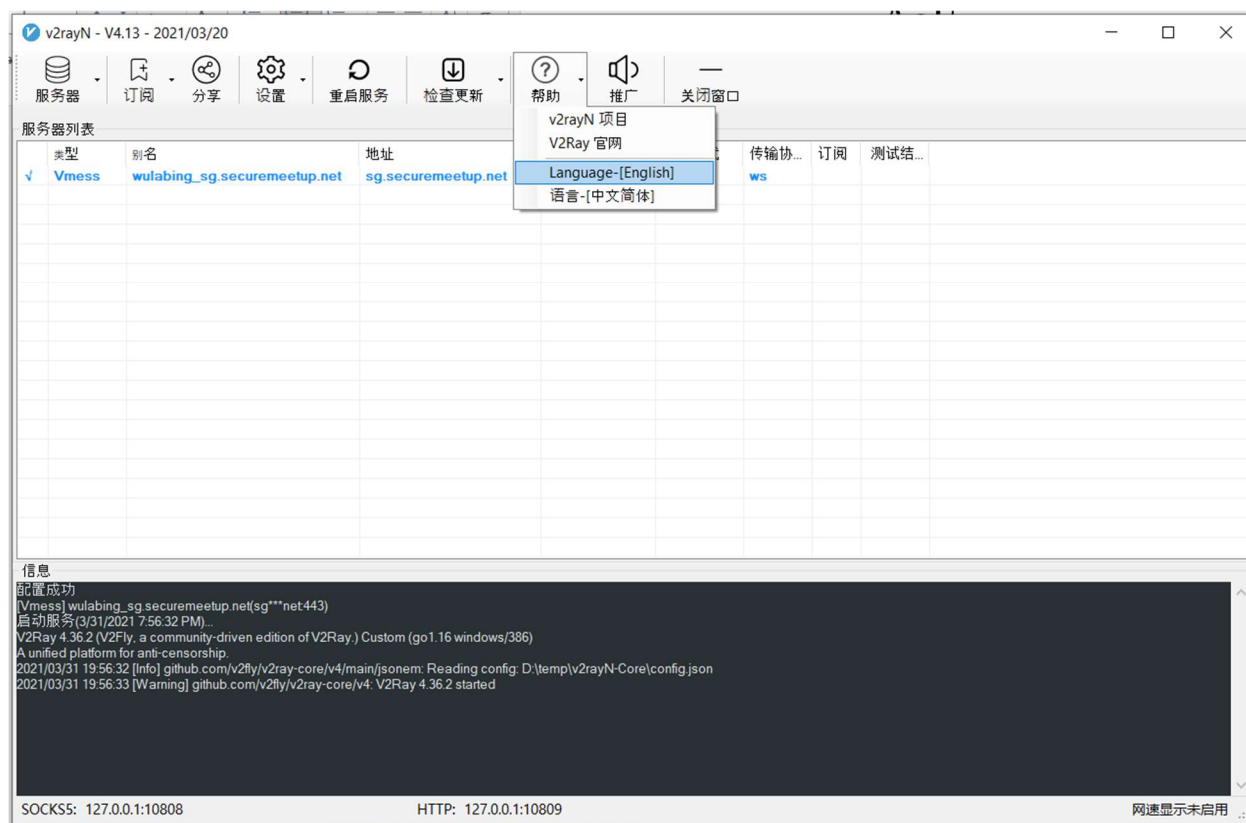 v2rayN - V4.13 - 2021/03/20
服务器 订阅 分享 设置 重启服务 检查更新 帮助 推广 关闭窗口
v2rayN 项目
V2Ray 官网
Language-[English]
语言-[中文简体]
服务器列表
类型 别名 地址 传输协... 订阅 测试结...
√ Vmess wulabing_sg.securemeetup.net sg.securemeetup.net ws
信息
配置成功
[Vmess] wulabing_sg.securemeetup.net(sg***net:443)
启动服务(3/31/2021 7:56:32 PM)...
V2Ray 4.36.2 (V2Fly, a community-driven edition of V2Ray.) Custom (go1.16 windows/386)
A unified platform for anti-censorship.
2021/03/31 19:56:32 [Info] github.com/v2fly/v2ray-core/v4/main/jsonem: Reading config: D:\temp\v2rayN-Core\config.json
2021/03/31 19:56:33 [Warning] github.com/v2fly/v2ray-core/v4: V2Ray 4.36.2 started
SOCKS5: 127.0.0.1:10808 HTTP: 127.0.0.1:10809 网速显示未启用